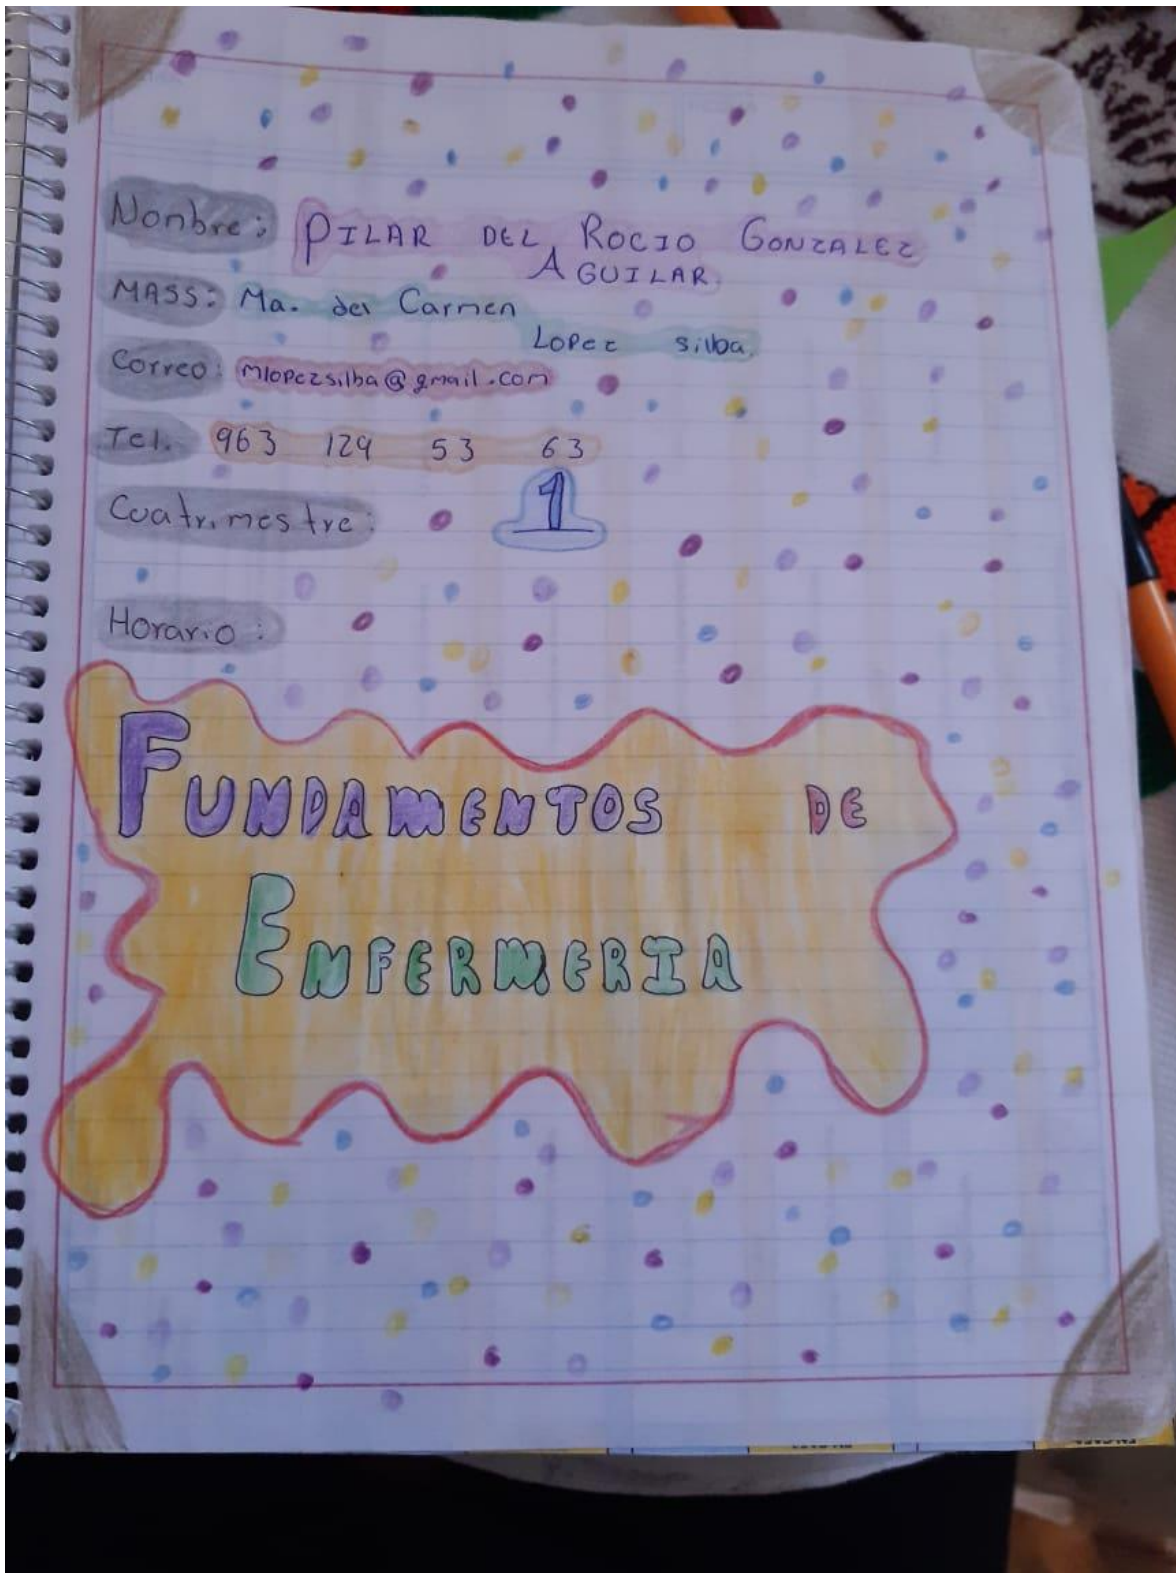 Nonbre: PILAR DEL ROCIO GONZALEZ
AGUILAR.
MASS: Ma. del Carmen
Lopez silba.
Correo: mlopezsilba@gmail.com
Tel. 963 129 53 63
Cuatrimestre: 1
Horario:
FUNDAMENTOS DE
ENFERMERIA